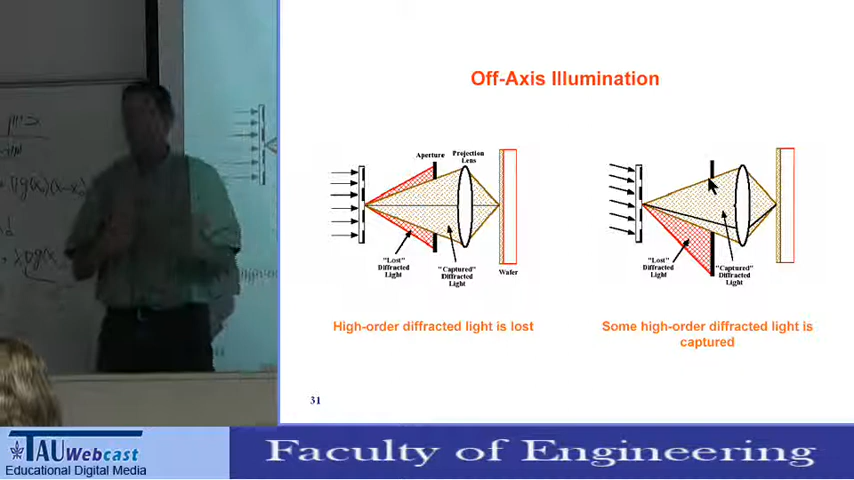 Off-Axis Illumination
Aperture
Projection
Lens
"Lost"
Diffracted
Light
"Captured"
Diffracted
Light
Wafer
"Lost"
Diffracted
Light
"Captured"
Diffracted
Light
High-order diffracted light is lost
Some high-order diffracted light is
captured
31
TAU Webcast
Educational Digital Media
Faculty of Engineering